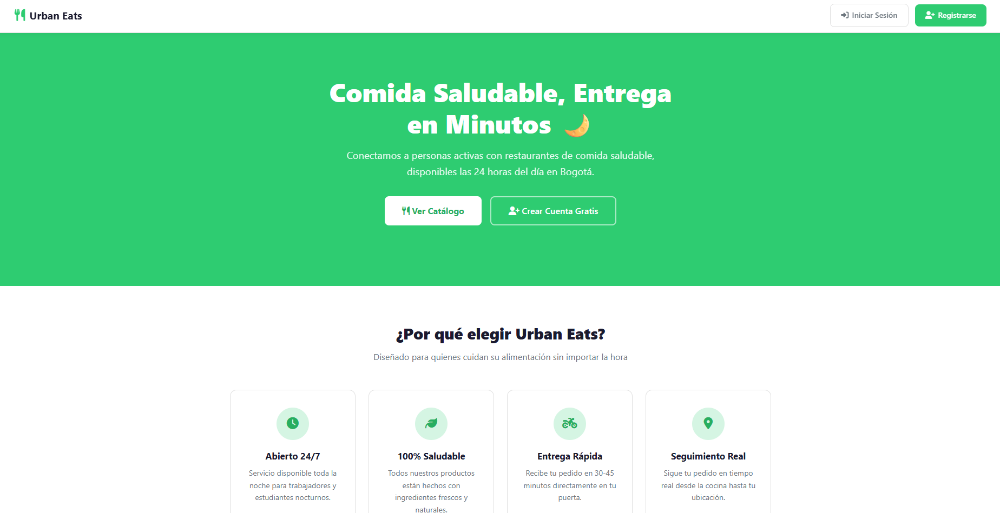 Urban Eats
Iniciar Sesión
Registrarse
Comida Saludable, Entrega
en Minutos 🌙
Conectamos a personas activas con restaurantes de comida saludable,
disponibles las 24 horas del día en Bogotá.
Ver Catálogo
Crear Cuenta Gratis
¿Por qué elegir Urban Eats?
Diseñado para quienes cuidan su alimentación sin importar la hora
Abierto 24/7
Servicio disponible toda la
noche para trabajadores y
estudiantes nocturnos.
100% Saludable
Todos nuestros productos
están hechos con
ingredientes frescos y
naturales.
Entrega Rápida
Recibe tu pedido en 30-45
minutos directamente en tu
puerta.
Seguimiento Real
Sigue tu pedido en tiempo
real desde la cocina hasta tu
ubicación.